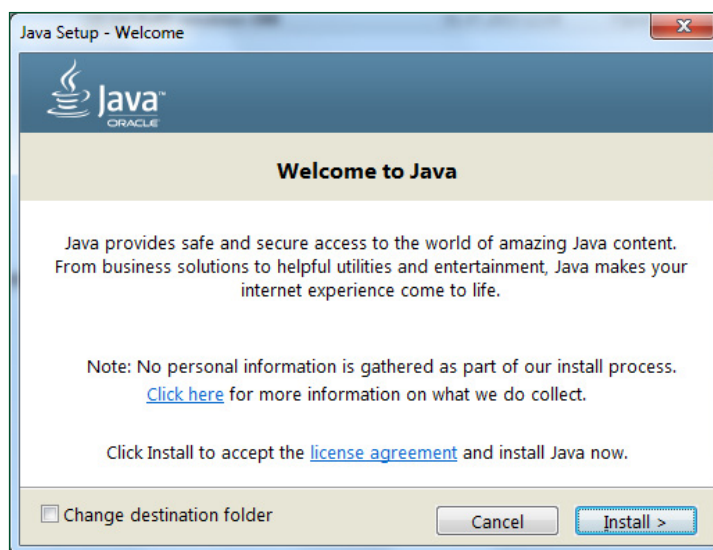 Java Setup - Welcome
Java™
ORACLE
Welcome to Java
Java provides safe and secure access to the world of amazing Java content.
From business solutions to helpful utilities and entertainment, Java makes your
internet experience come to life.
Note: No personal information is gathered as part of our install process.
Click here for more information on what we do collect.
Click Install to accept the license agreement and install Java now.
Change destination folder
Cancel
Install >